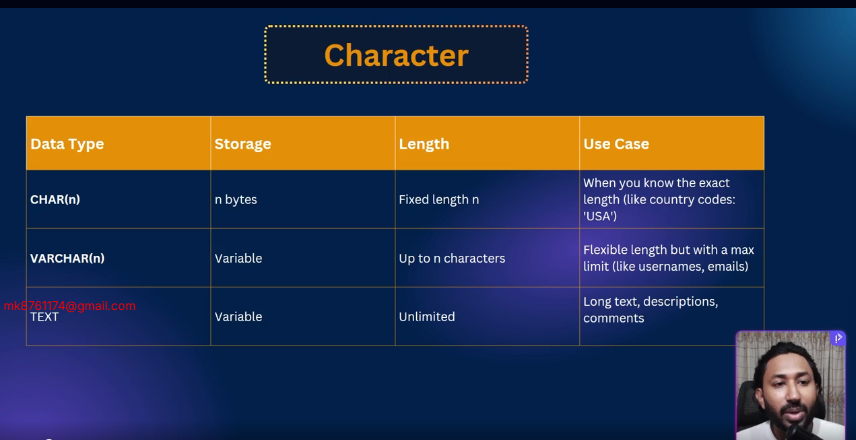 Character
Data Type Storage Length Use Case
CHAR(n) n bytes Fixed length n When you know the exact
length (like country codes:
'USA')
VARCHAR(n) Variable Up to n characters Flexible length but with a max
limit (like usernames, emails)
mk8761174@gmail.com
TEXT Variable Unlimited Long text, descriptions,
comments